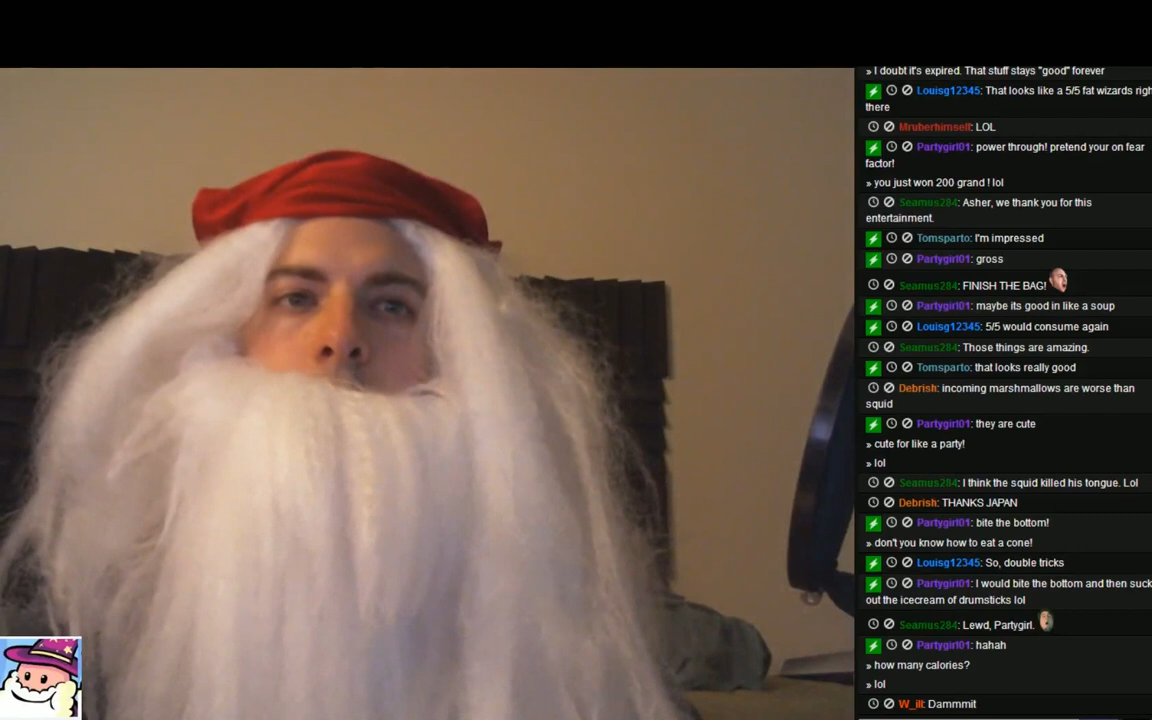 » I doubt it's expired. That stuff stays "good" forever
Louisg12345: That looks like a 5/5 fat wizards righ
there
Mruberhimself: LOL
Partygirl01: power through! pretend your on fear
factor!
» you just won 200 grand ! lol
Seamus284: Asher, we thank you for this
entertainment.
Tomsparto: I'm impressed
Partygirl01: gross
Seamus284: FINISH THE BAG!
Partygirl01: maybe its good in like a soup
Louisg12345: 5/5 would consume again
Seamus284: Those things are amazing.
Tomsparto: that looks really good
Debrish: incoming marshmallows are worse than
squid
Partygirl01: they are cute
» cute for like a party!
» lol
Seamus284: I think the squid killed his tongue. Lol
Debrish: THANKS JAPAN
Partygirl01: bite the bottom!
» don't you know how to eat a cone!
Louisg12345: So, double tricks
Partygirl01: I would bite the bottom and then suck
out the icecream of drumsticks lol
Seamus284: Lewd, Partygirl.
Partygirl01: hahah
» how many calories?
» lol
W_ill: Dammmit